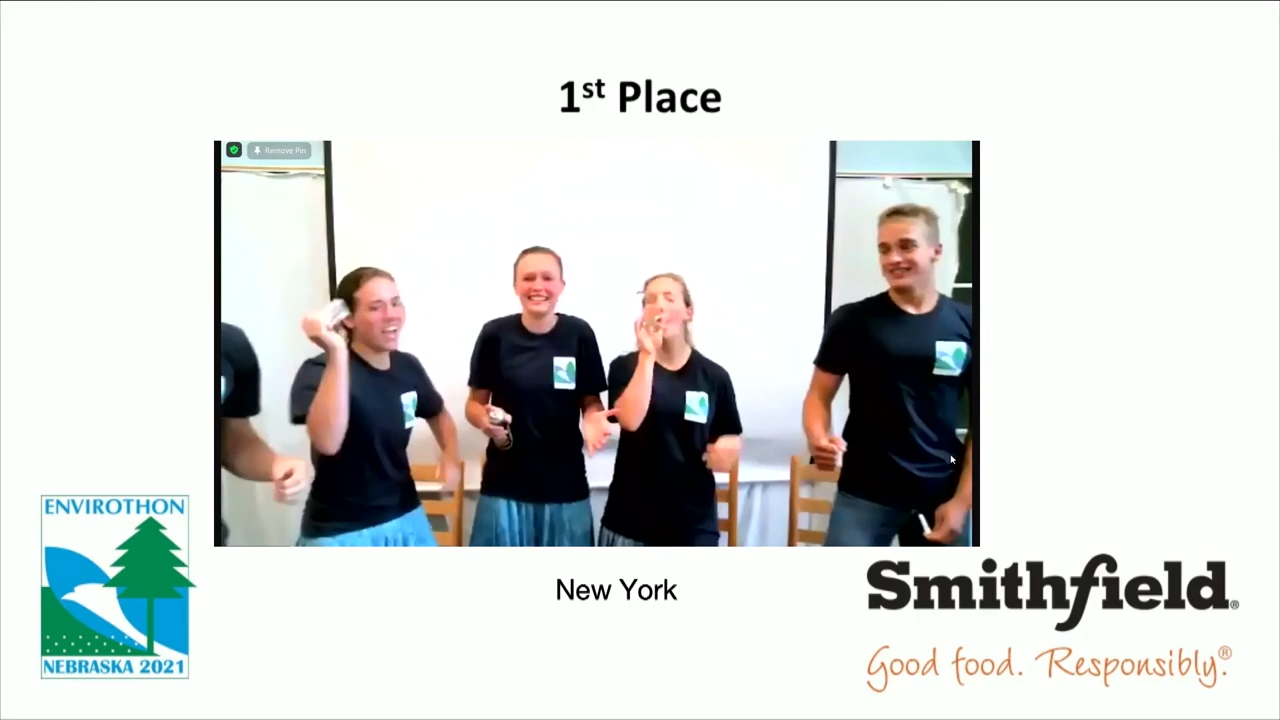 1st Place
Remove Pin
New York
ENVIROTHON
NEBRASKA 2021
Smithfield®
Good food. Responsibly.®